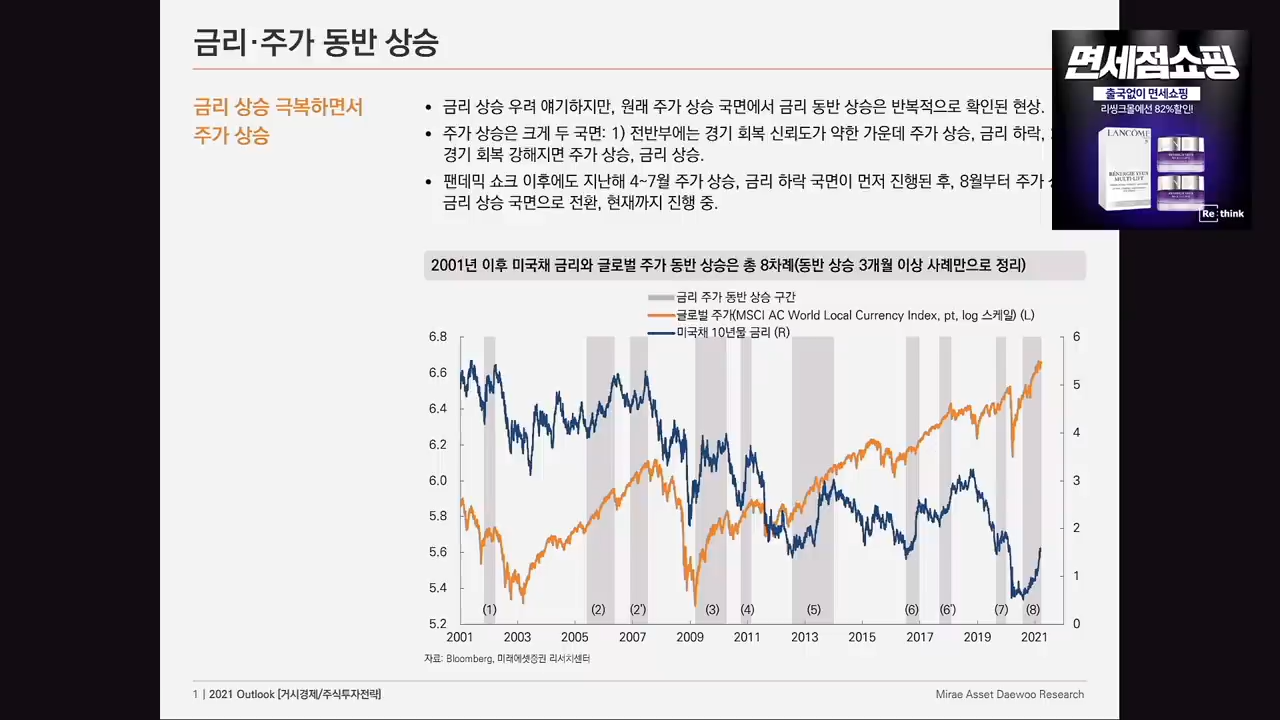 금리·주가 동반 상승
금리 상승 극복하면서
주가 상승
• 금리 상승 우려 얘기하지만, 원래 주가 상승 국면에서 금리 동반 상승은 반복적으로 확인된 현상.
• 주가 상승은 크게 두 국면: 1) 전반부에는 경기 회복 신뢰도가 약한 가운데 주가 상승, 금리 하락,
경기 회복 강해지면 주가 상승, 금리 상승.
• 팬데믹 쇼크 이후에도 지난해 4~7월 주가 상승, 금리 하락 국면이 먼저 진행된 후, 8월부터 주가
금리 상승 국면으로 전환, 현재까지 진행 중.
면세점쇼핑
출국없이 면세쇼핑
리씽크몰에선 82%할인!
LANCÔME
RÉNERGIE YEUX
MULTI-LIFT
Re:think
2001년 이후 미국채 금리와 글로벌 주가 동반 상승은 총 8차례(동반 상승 3개월 이상 사례만으로 정리)
금리 주가 동반 상승 구간
글로벌 주가(MSCI AC World Local Currency Index, pt, log 스케일) (L)
미국채 10년물 금리 (R)
6.8
6.6
6.4
6.2
6.0
5.8
5.6
5.4
5.2
6
5
4
3
2
1
0
(1) (2) (2') (3) (4) (5) (6) (6') (7) (8)
2001 2003 2005 2007 2009 2011 2013 2015 2017 2019 2021
자료: Bloomberg, 미래에셋증권 리서치센터
1 | 2021 Outlook [거시경제/주식투자전략]
Mirae Asset Daewoo Research